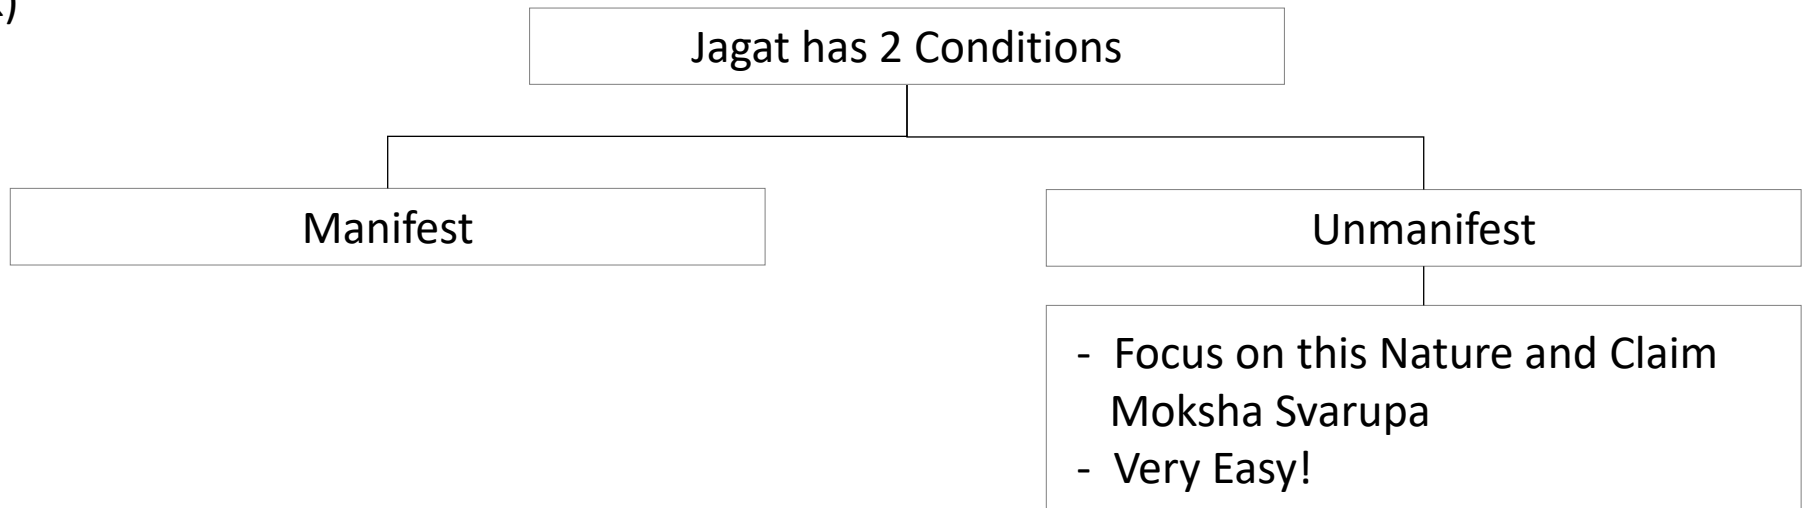 Jagat has 2 Conditions
Manifest
Unmanifest
- Focus on this Nature and Claim
Moksha Svarupa
- Very Easy!